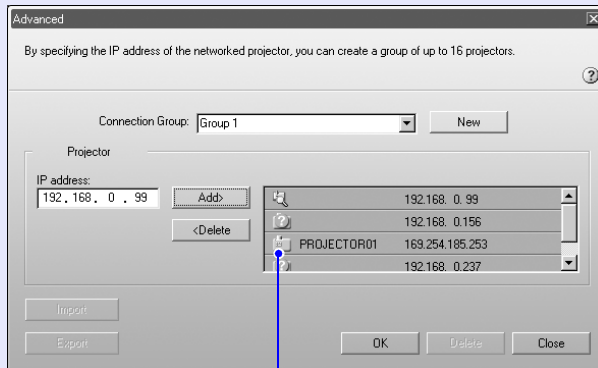 Advanced
By specifying the IP address of the networked projector, you can create a group of up to 16 projectors.
?
Connection Group: Group 1 New
Projector
IP address:
192 . 168 . 0 . 99 Add> 192.168. 0. 99
<Delete ? 192.168. 0.156
PROJECTOR01 169.254.185.253
? 192.168. 0.237
Import
Export OK Delete Close